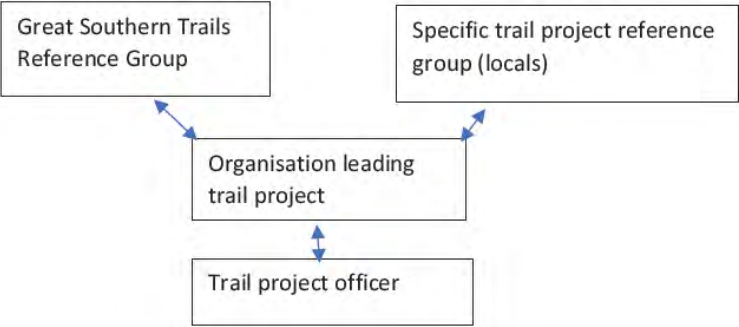 Great Southern Trails
Reference Group
Specific trail project reference
group (locals)
Organisation leading
trail project
Trail project officer